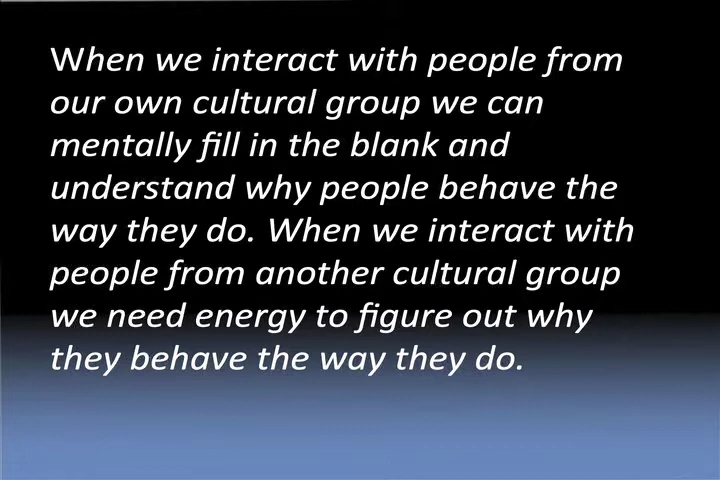 When we interact with people from
our own cultural group we can
mentally fill in the blank and
understand why people behave the
way they do. When we interact with
people from another cultural group
we need energy to figure out why
they behave the way they do.